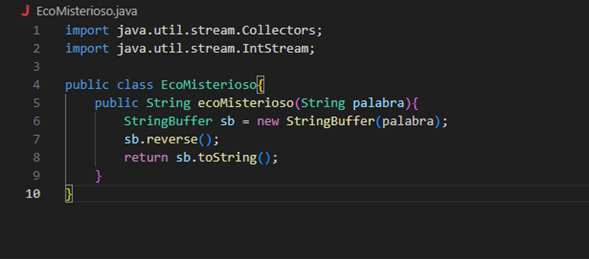 EcoMisterioso.java
1 import java.util.stream.Collectors;
2 import java.util.stream.IntStream;
3
4 public class EcoMisterioso{
5 public String ecoMisterioso(String palabra){
6 StringBuffer sb = new StringBuffer(palabra);
7 sb.reverse();
8 return sb.toString();
9 }
10 }